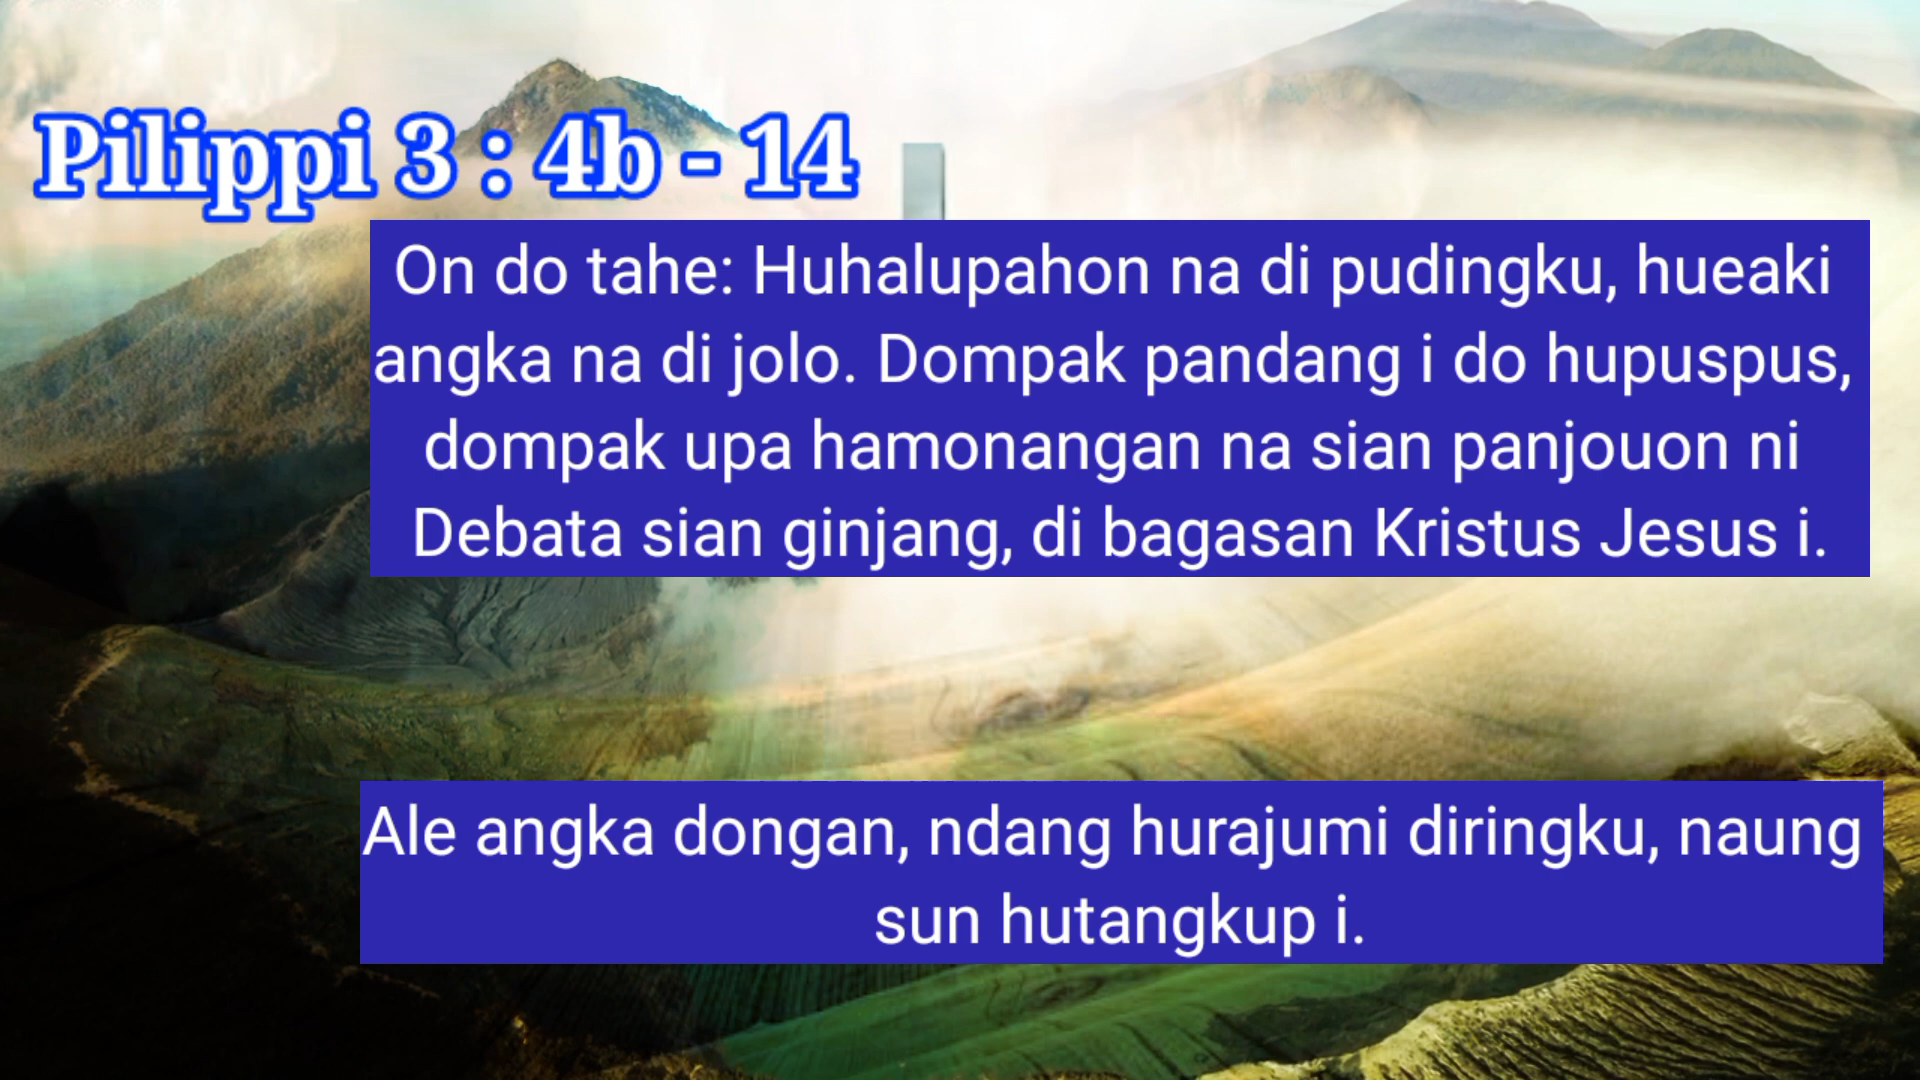 Pilippi 3 : 4b - 14
On do tahe: Huhalupahon na di pudingku, hueaki
angka na di jolo. Dompak pandang i do hupuspus,
dompak upa hamonangan na sian panjouon ni
Debata sian ginjang, di bagasan Kristus Jesus i.
Ale angka dongan, ndang hurajumi diringku, naung
sun hutangkup i.